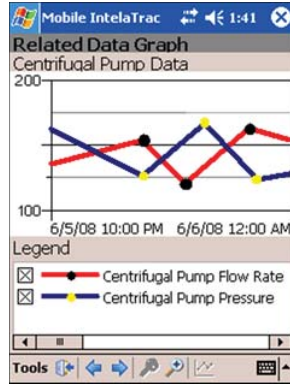 Mobile IntelaTrac 1:41
Related Data Graph
Centrifugal Pump Data
200
100
6/5/08 10:00 PM 6/6/08 12:00 AM
Legend
Centrifugal Pump Flow Rate
Centrifugal Pump Pressure
Tools